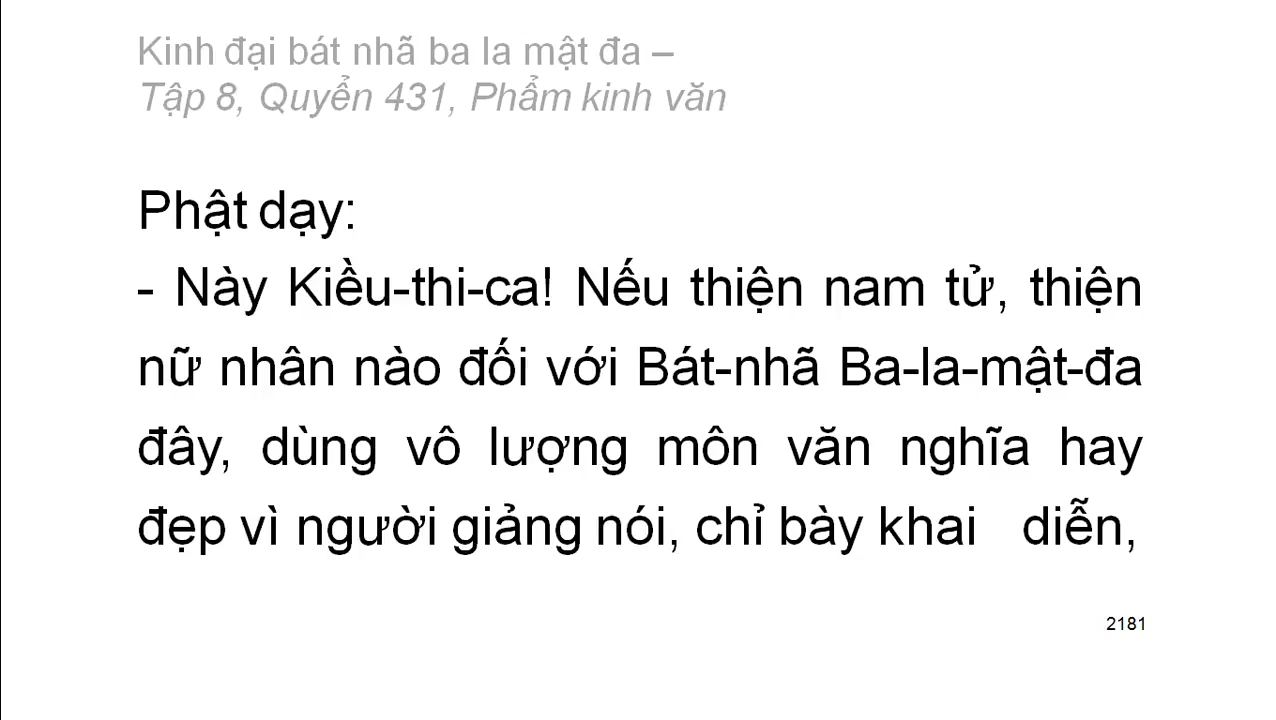 Kinh đại bát nhã ba la mật đa –
Tập 8, Quyển 431, Phẩm kinh văn
Phật dạy:
- Này Kiều-thi-ca! Nếu thiện nam tử, thiện
nữ nhân nào đối với Bát-nhã Ba-la-mật-đa
đây, dùng vô lượng môn văn nghĩa hay
đẹp vì người giảng nói, chỉ bày khai diễn,
2181